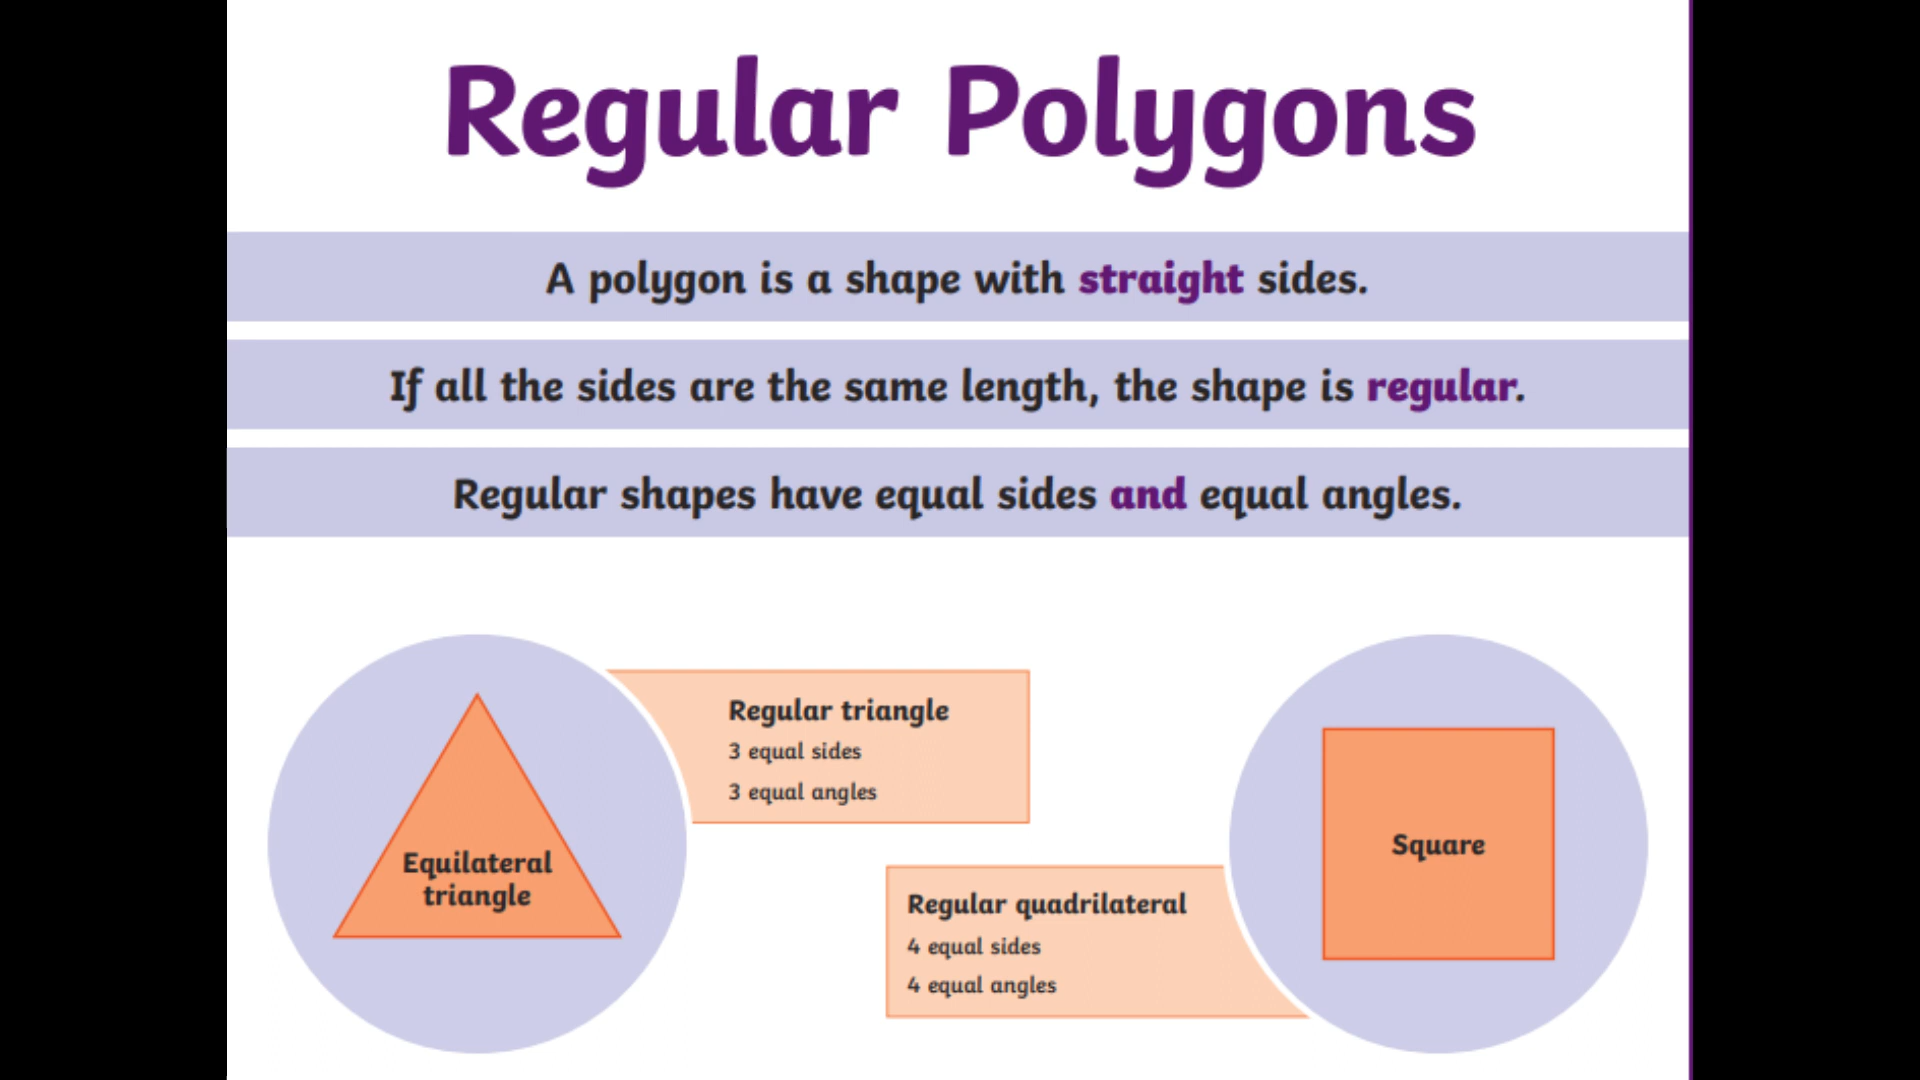 Regular Polygons
A polygon is a shape with straight sides.
If all the sides are the same length, the shape is regular.
Regular shapes have equal sides and equal angles.
Equilateral
triangle
Regular triangle
3 equal sides
3 equal angles
Regular quadrilateral
4 equal sides
4 equal angles
Square